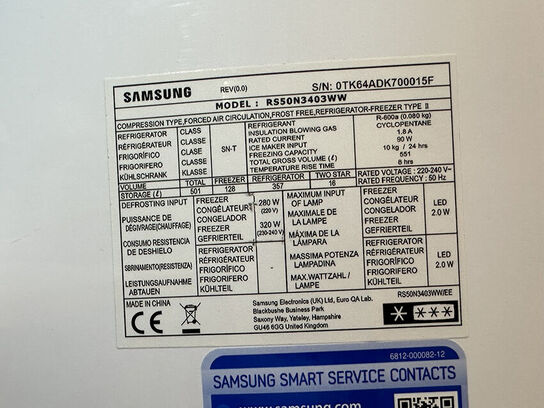 SAMSUNG REV(0.0) S/N: 0TK64ADK700015F
MODEL : RS50N3403WW
COMPRESSION TYPE, FORCED AIR CIRCULATION, FROST FREE, REFRIGERATOR-FREEZER TYPE II
REFRIGERATOR CLASS
REFRIGERATEUR CLASSE
FRIGORÍFICO CLASE
FRIGORIFERO CLASSE
KÜHLSCHRANK KLASSE
SN-T
REFRIGERANT R-600a (0.080 kg)
INSULATION BLOWING GAS CYCLOPENTANE
RATED CURRENT 1.8 A
ICE MAKER INPUT 90 W
FREEZING CAPACITY 10 kg / 24 hrs
TOTAL GROSS VOLUME (ℓ) 551
TEMPERATURE RISE TIME 6 hrs
VOLUME TOTAL FREEZER REFRIGERATOR TWO STAR
STORAGE (ℓ) 501 128 357 16
RATED VOLTAGE : 220-240 V~
RATED FREQUENCY : 50 Hz
DEFROSTING INPUT
PUISSANCE DE
DÉGIVRAGE(CHAUFFAGE)
CONSUMO RESISTENCIA
DE DESHIELO
SBRINAMENTO(RESISTENZA)
LEISTUNGSAUFNAHME
ABTAUEN
FREEZER
CONGÉLATEUR
CONGELADOR
FREEZER
GEFRIERTEIL
280 W
(220 V)
320 W
(230-240 V)
REFRIGERATOR
RÉFRIGÉRATEUR
FRIGORÍFICO
FRIGORIFERO
KÜHLTEIL
MAXIMUM INPUT
OF LAMP
MAXIMALE DE
LA LAMPE
MÁXIMA DE LA
LÁMPARA
MASSIMA POTENZA
LAMPADINA
MAX.WATTZAHL /
LAMPE
FREEZER
CONGÉLATEUR
CONGELADOR
FREEZER
GEFRIERTEIL
LED
2.0 W
REFRIGERATOR
RÉFRIGÉRATEUR
FRIGORÍFICO
FRIGORIFERO
KÜHLTEIL
LED
2.0 W
MADE IN CHINA
CE
Samsung Electronics (UK) Ltd, Euro QA Lab.
Blackbushe Business Park
Saxony Way, Yateley, Hampshire
GU46 6GG United Kingdom
RS50N3403WW/EE
6812-000082-12
SAMSUNG SMART SERVICE CONTACTS
www.samsung.com